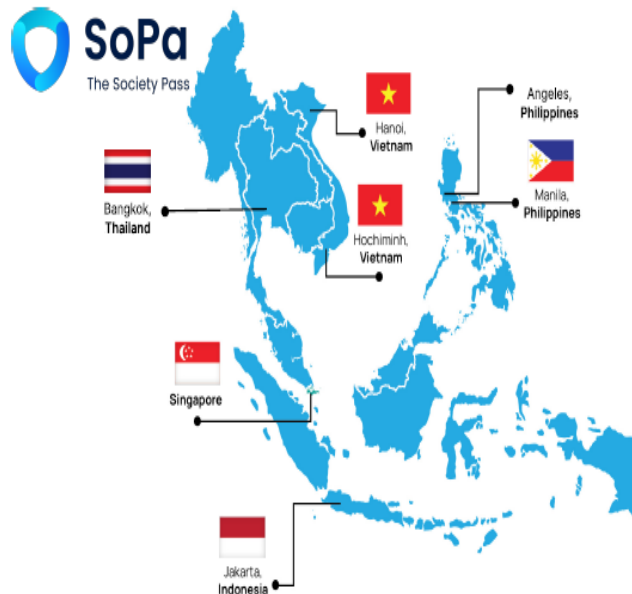 SoPa
The Society Pass
Hanoi,
Vietnam
Angeles,
Philippines
Bangkok,
Thailand
Hochiminh,
Vietnam
Manila,
Philippines
Singapore
Jakarta,
Indonesia